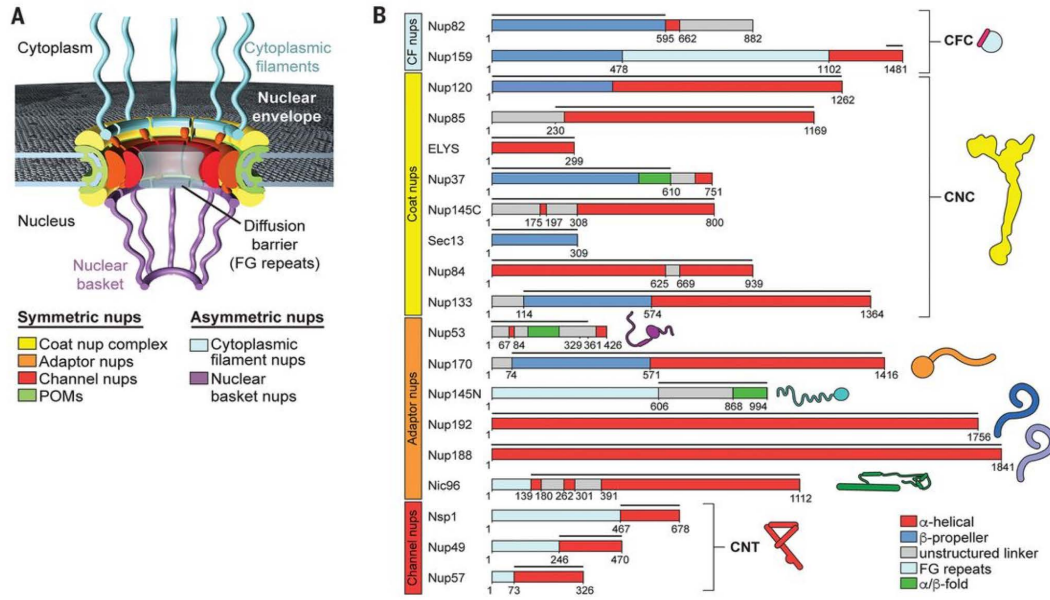 A
Cytoplasm
Cytoplasmic
filaments
Nuclear
envelope
Nucleus
Diffusion
barrier
(FG repeats)
Nuclear
basket
Symmetric nups
Coat nup complex
Adaptor nups
Channel nups
POMs
Asymmetric nups
Cytoplasmic
filament nups
Nuclear
basket nups
B
CF nups
Nup82
1 595 662 882
Nup159
1 478 1102 1481
CFC
Coat nups
Nup120
1 1262
Nup85
1 230 1169
ELYS
1 299
Nup37
1 610 751
Nup145C
1 175 197 308 800
Sec13
1 309
Nup84
1 625 669 939
Nup133
1 114 574 1364
CNC
Adaptor nups
Nup53
1 67 84 329 361 426
Nup170
1 74 571 1416
Nup145N
1 606 868 994
Nup192
1 1756
Nup188
1 1841
Nic96
1 139 180 262 301 391 1112
Channel nups
Nsp1
1 467 678
Nup49
1 246 470
Nup57
1 73 326
CNT
α-helical
β-propeller
unstructured linker
FG repeats
α/β-fold